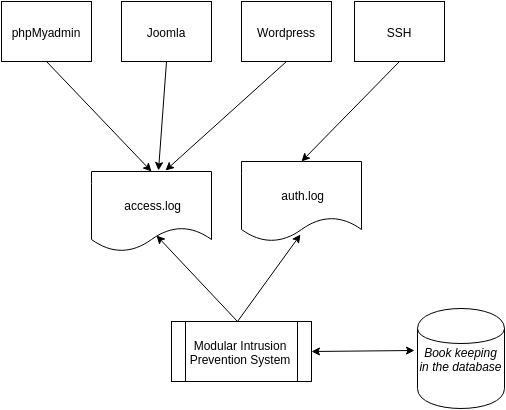 phpMyadmin
Joomla
Wordpress
SSH
access.log
auth.log
Modular Intrusion
Prevention System
Book keeping
in the database